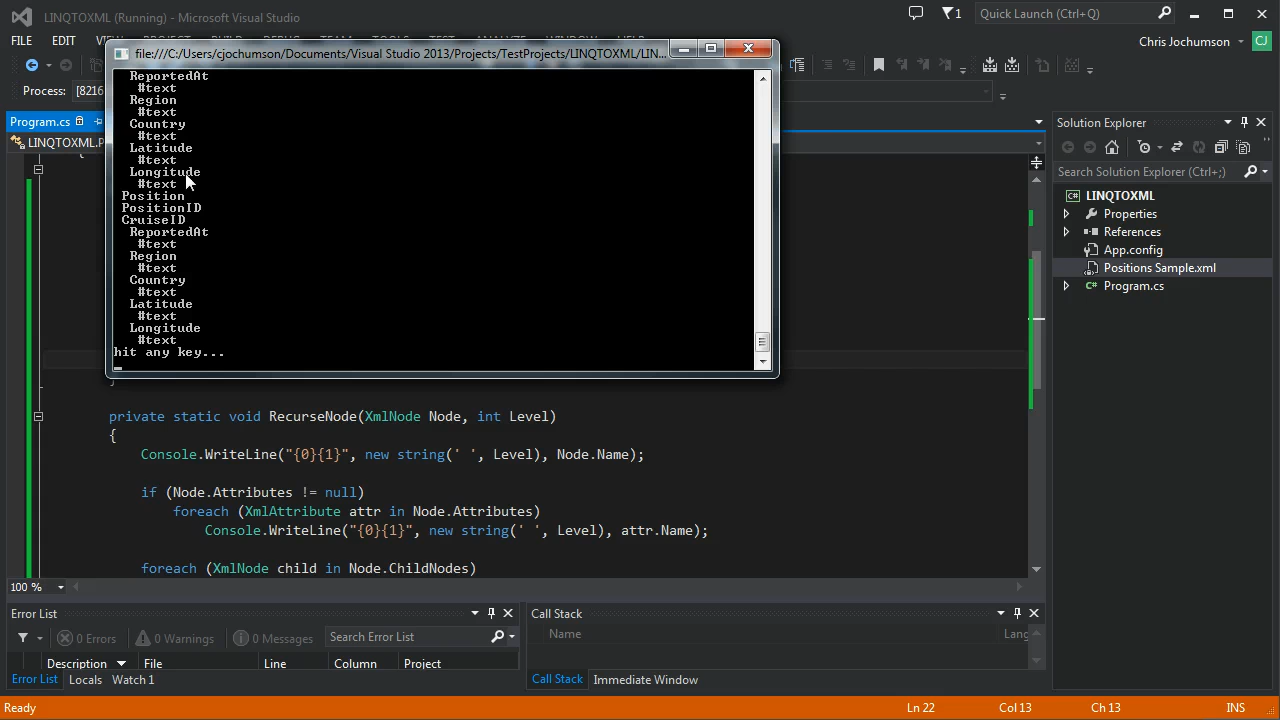 LINQTOXML (Running) - Microsoft Visual Studio
1
Quick Launch (Ctrl+Q)
FILE
EDIT
Chris Jochumson
CJ
Process:
[8216
file:///C:/Users/cjochumson/Documents/Visual Studio 2013/Projects/TestProjects/LINQTOXML/LIN...
ReportedAt
#text
Region
#text
Country
#text
Latitude
#text
Longitude
#text
Position
PositionID
CruiseID
ReportedAt
#text
Region
#text
Country
#text
Latitude
#text
Longitude
#text
hit any key...
Program.cs
LINQTOXML.P
}
private static void RecurseNode(XmlNode Node, int Level)
{
Console.WriteLine("{0}{1}", new string(' ', Level), Node.Name);
if (Node.Attributes != null)
foreach (XmlAttribute attr in Node.Attributes)
Console.WriteLine("{0}{1}", new string(' ', Level), attr.Name);
foreach (XmlNode child in Node.ChildNodes)
100 %
Solution Explorer
Search Solution Explorer (Ctrl+;)
LINQTOXML
Properties
References
App.config
Positions Sample.xml
Program.cs
Error List
0 Errors
0 Warnings
0 Messages
Search Error List
Description
File
Line
Column
Project
Error List
Locals
Watch 1
Call Stack
Name
Lang
Call Stack
Immediate Window
Ready
Ln 22
Col 13
Ch 13
INS